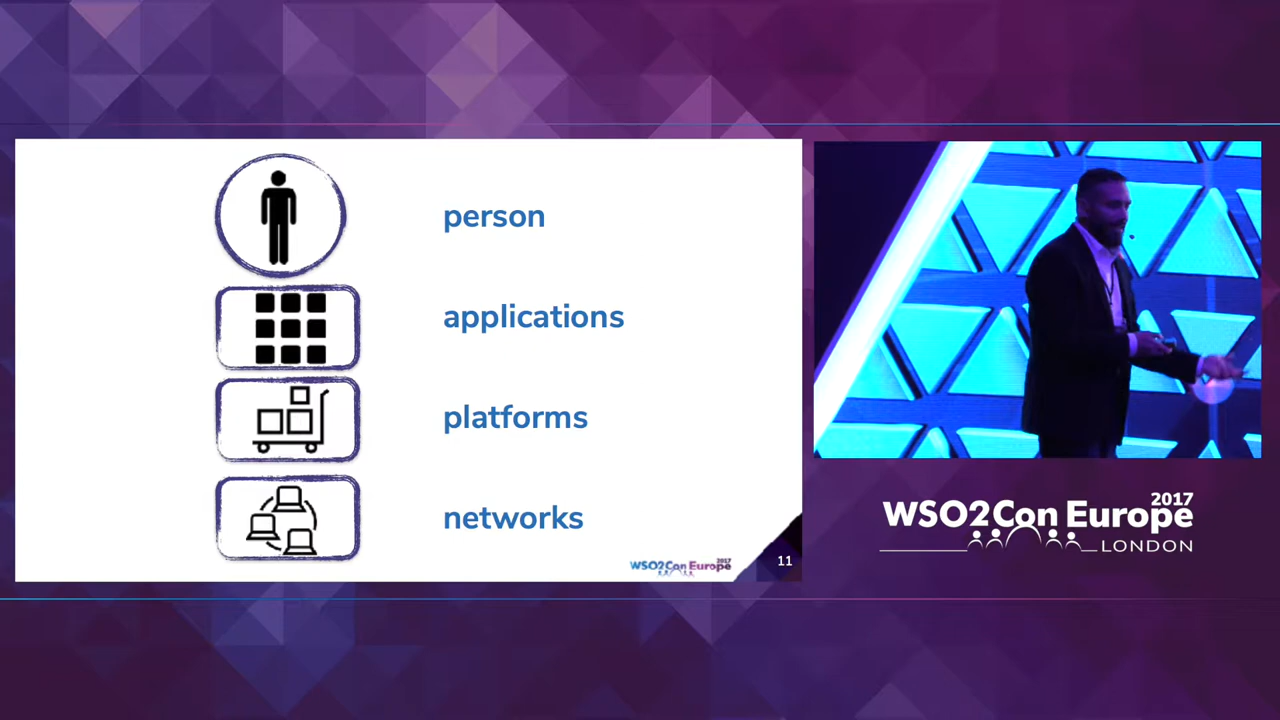 person
applications
platforms
networks
WSO2Con Europe 2017
11
WSO2Con Europe 2017
LONDON